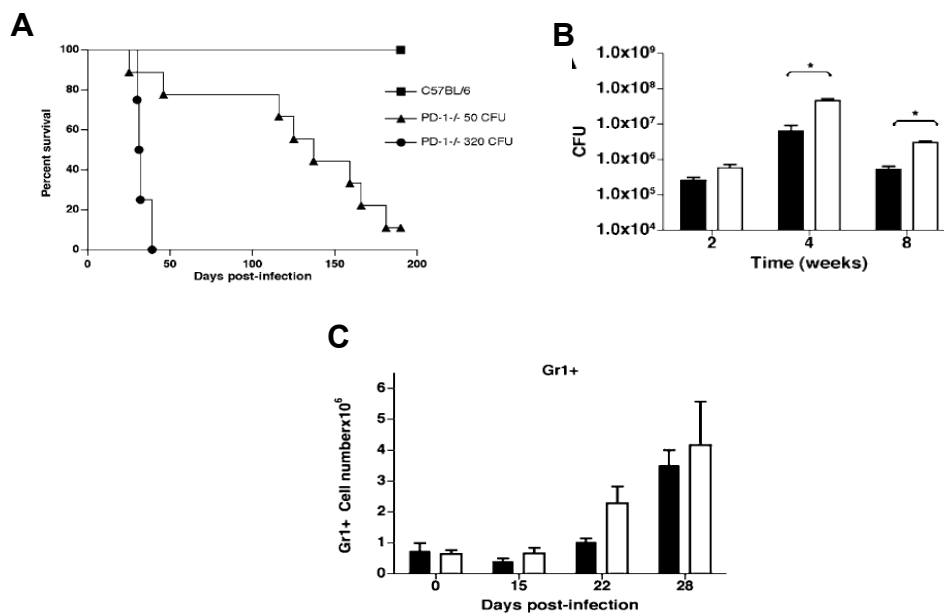 A
100
80
60
40
20
0
Percent survival
0 50 100 150 200
Days post-infection
C57BL/6
PD-1-/- 50 CFU
PD-1-/- 320 CFU
B
1.0x10⁹
1.0x10⁸
1.0x10⁷
1.0x10⁶
1.0x10⁵
1.0x10⁴
CFU
* *
2 4 8
Time (weeks)
C
Gr1+
6
5
4
3
2
1
0
Gr1+ Cell numberx10⁶
0 15 22 28
Days post-infection